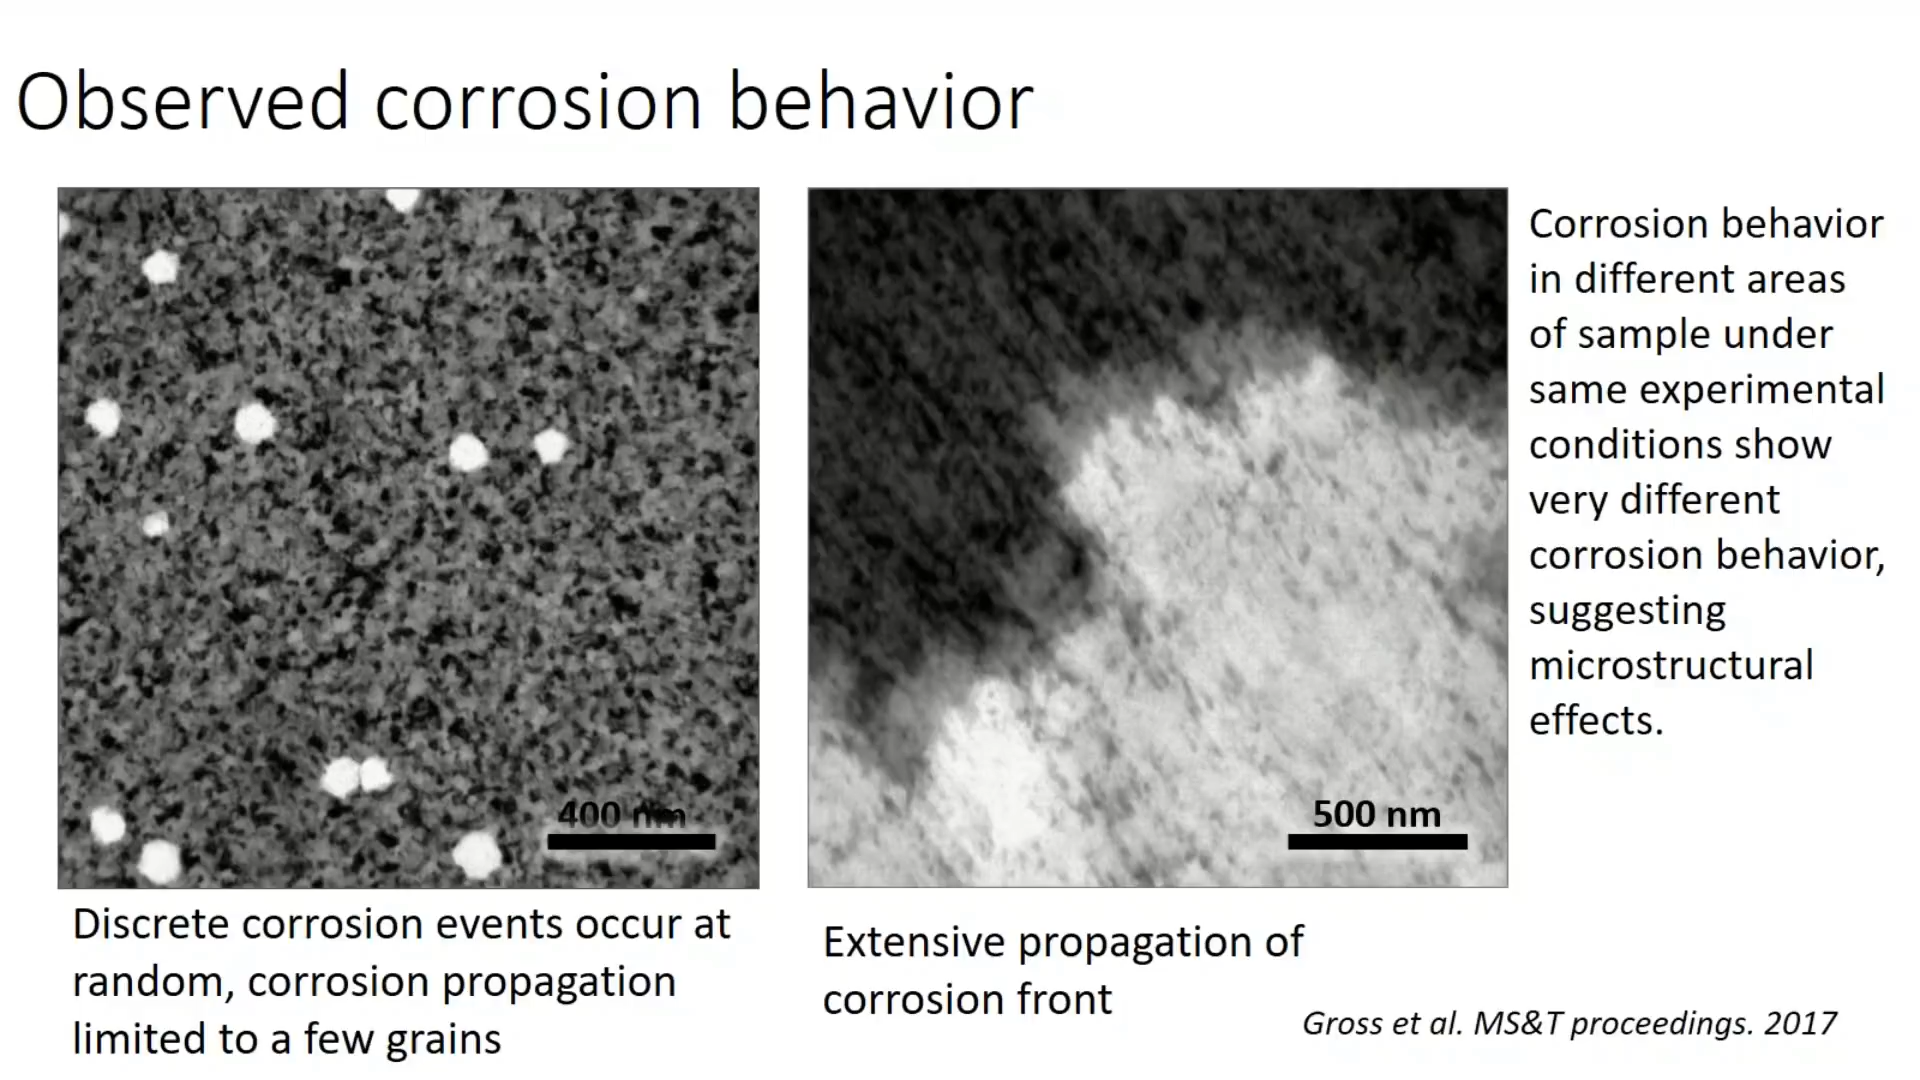 Observed corrosion behavior
400 nm
500 nm
Corrosion behavior
in different areas
of sample under
same experimental
conditions show
very different
corrosion behavior,
suggesting
microstructural
effects.
Discrete corrosion events occur at
random, corrosion propagation
limited to a few grains
Extensive propagation of
corrosion front
Gross et al. MS&T proceedings. 2017